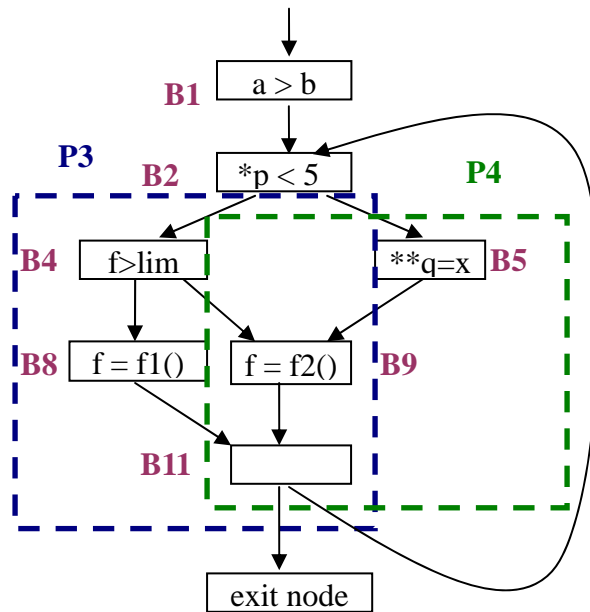 a > b
B1
P3
B2
*p < 5
P4
B4
f>lim
**q=x
B5
B8
f = f1()
f = f2()
B9
B11
exit node